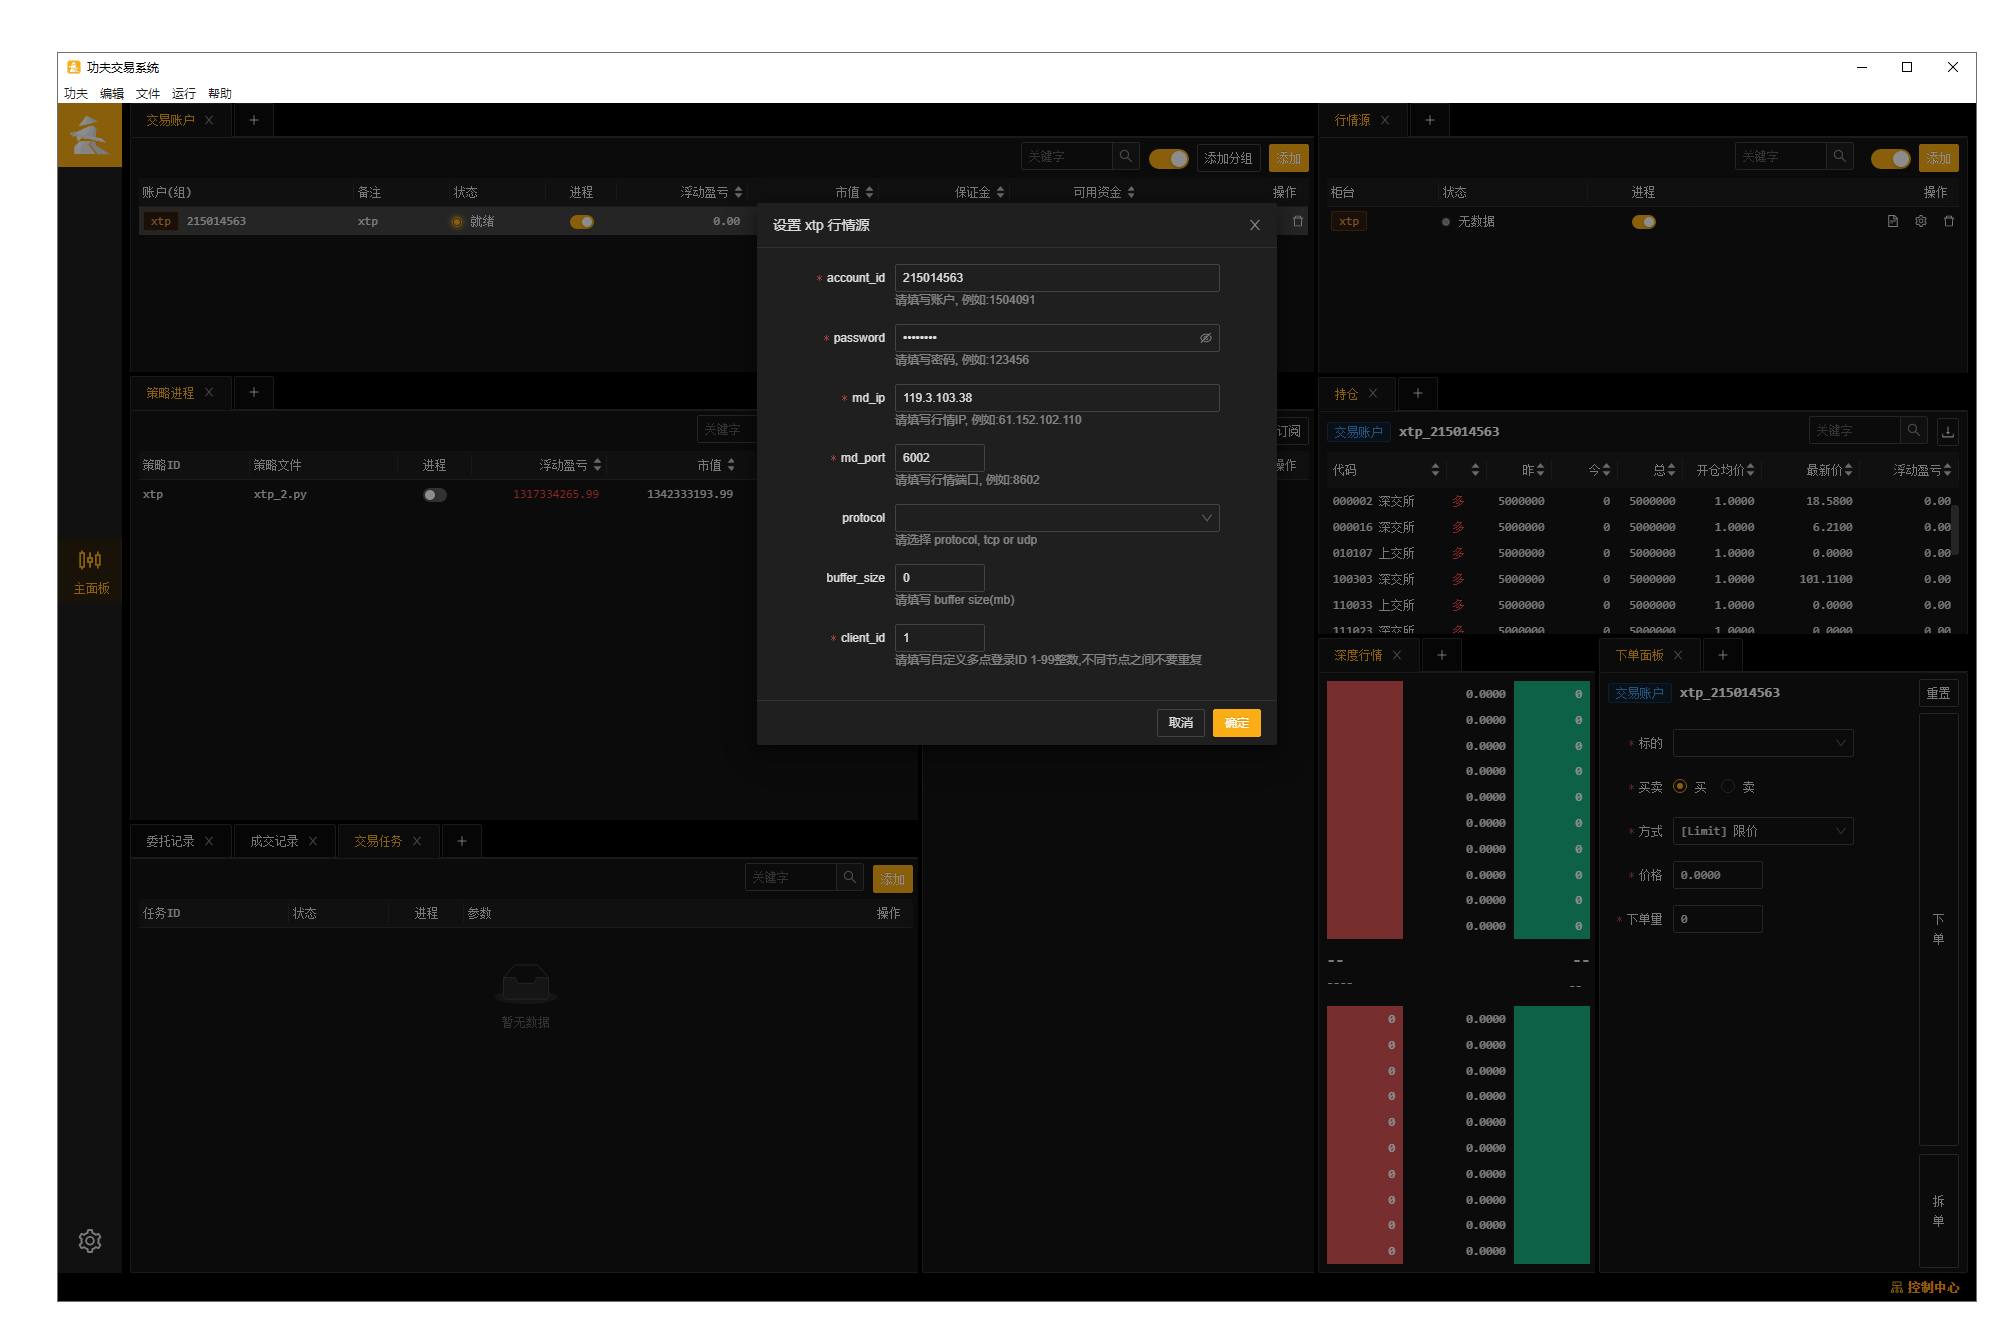 功夫交易系统
功夫 编辑 文件 运行 帮助
交易账户
关键字 添加分组 添加
账户(组) 备注 状态 进程 浮动盈亏 市值 保证金 可用资金 操作
xtp 215014563 xtp 就绪 0.00
行情源
关键字 添加
柜台 状态 进程 操作
xtp 无数据
设置 xtp 行情源
* account_id 215014563
请填写账户, 例如:1504091
* password ••••••••
请填写密码, 例如:123456
* md_ip 119.3.103.38
请填写行情IP, 例如:61.152.102.110
* md_port 6002
请填写行情端口, 例如:8602
protocol
请选择 protocol, tcp or udp
buffer_size 0
请填写 buffer size(mb)
* client_id 1
请填写自定义多点登录ID 1-99整数,不同节点之间不要重复
取消 确定
策略进程
关键字 订阅
策略ID 策略文件 进程 浮动盈亏 市值 操作
xtp xtp_2.py 1317334265.99 1342333193.99
主面板
持仓
交易账户 xtp_215014563 关键字
代码 昨 今 总 开仓均价 最新价 浮动盈亏
000002 深交所 多 5000000 0 5000000 1.0000 18.5800 0.00
000016 深交所 多 5000000 0 5000000 1.0000 6.2100 0.00
010107 上交所 多 5000000 0 5000000 1.0000 0.0000 0.00
100303 深交所 多 5000000 0 5000000 1.0000 101.1100 0.00
110033 上交所 多 5000000 0 5000000 1.0000 0.0000 0.00
111023 深交所 多 5000000 0 5000000 1.0000 0.0000 0.00
委托记录 成交记录 交易任务
关键字 添加
任务ID 状态 进程 参数 操作
暂无数据
深度行情
0.0000 0
0.0000 0
0.0000 0
0.0000 0
0.0000 0
0.0000 0
0.0000 0
0.0000 0
0.0000 0
0.0000 0
-- --
---- --
0 0.0000
0 0.0000
0 0.0000
0 0.0000
0 0.0000
0 0.0000
0 0.0000
0 0.0000
0 0.0000
0 0.0000
下单面板
交易账户 xtp_215014563 重置
* 标的
* 买卖 买 卖
* 方式 [Limit] 限价
* 价格 0.0000
* 下单量 0
下单
拆单
控制中心